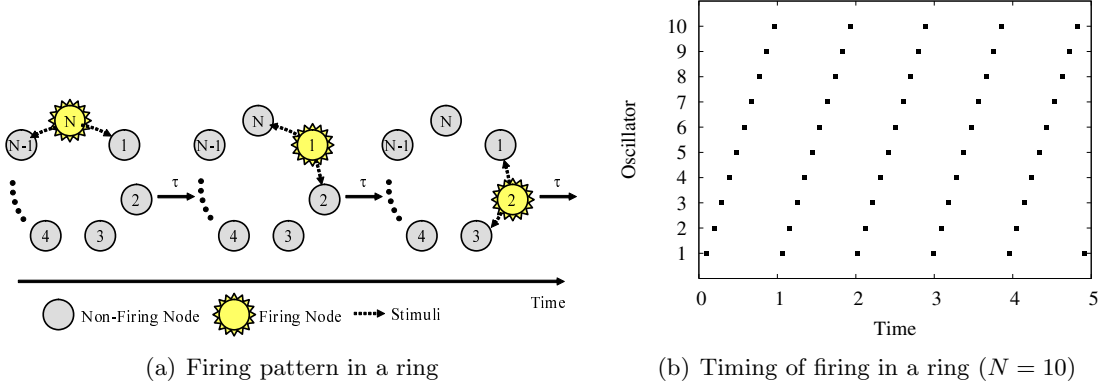 N
N-1
1
2
3
4
τ
N
N-1
1
2
3
4
τ
N
N-1
1
2
3
4
τ
Time
Non-Firing Node
Firing Node
Stimuli
(a) Firing pattern in a ring
Oscillator
10
9
8
7
6
5
4
3
2
1
0 1 2 3 4 5
Time
(b) Timing of firing in a ring (N = 10)